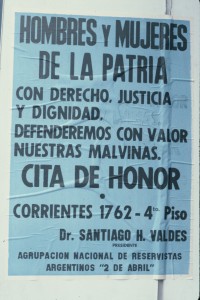 HOMBRES Y MUJERES
DE LA PATRIA
CON DERECHO, JUSTICIA
Y DIGNIDAD.
DEFENDEREMOS CON VALOR
NUESTRAS MALVINAS.
CITA DE HONOR
•
CORRIENTES 1762 - 4to Piso
Dr. SANTIAGO H. VALDES
PRESIDENTE
AGRUPACION NACIONAL DE RESERVISTAS
ARGENTINOS "2 DE ABRIL"